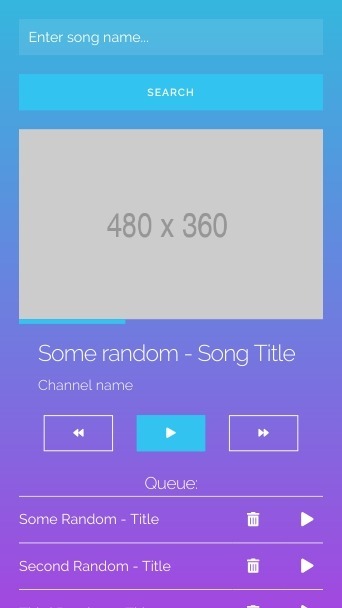 Enter song name...
SEARCH
480 x 360
Some random - Song Title
Channel name
Queue:
Some Random - Title
Second Random - Title